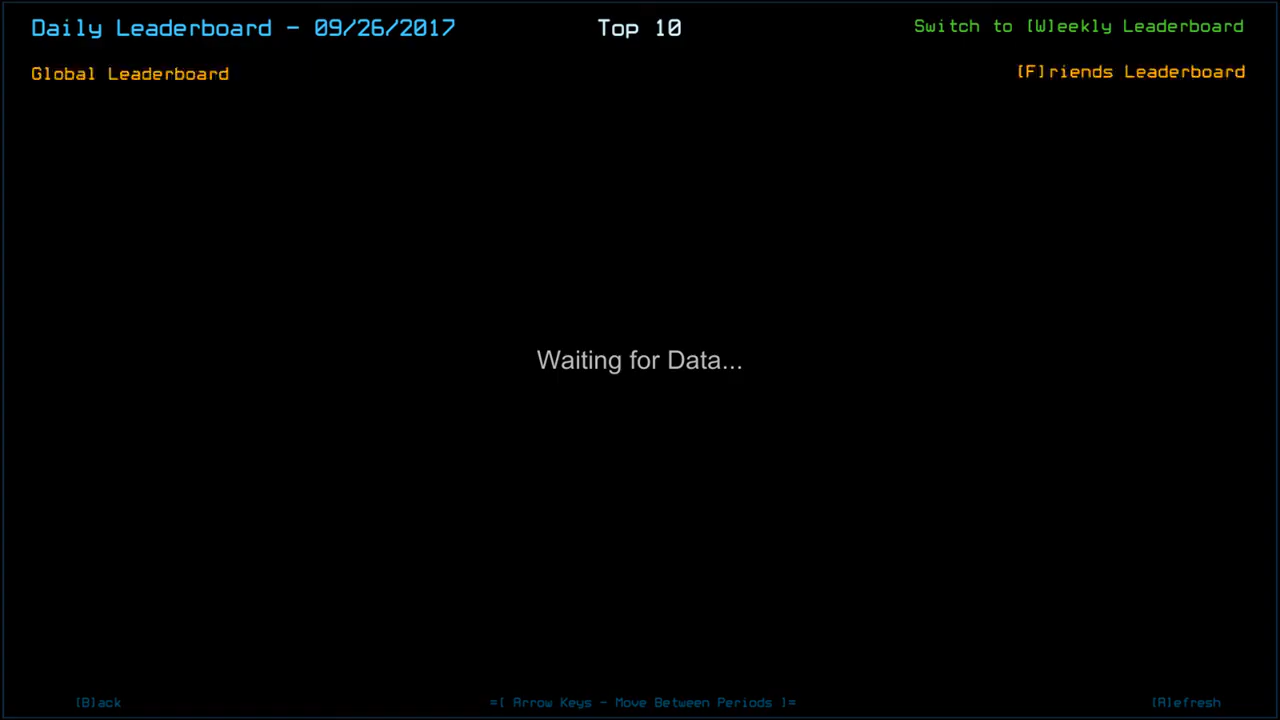 Daily Leaderboard - 09/26/2017
Top 10
Switch to [W]eekly Leaderboard
Global Leaderboard
[F]riends Leaderboard
Waiting for Data...
[B]ack
=[ Arrow Keys - Move Between Periods ]=
[R]efresh